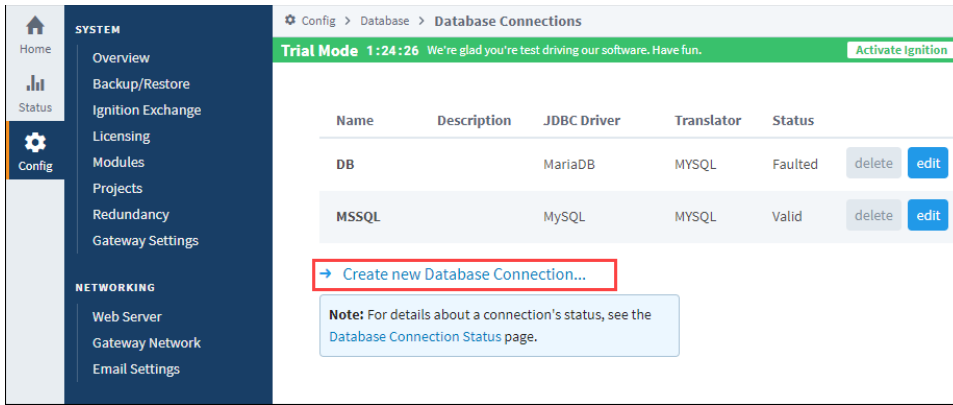 Home
Status
Config
SYSTEM
Overview
Backup/Restore
Ignition Exchange
Licensing
Modules
Projects
Redundancy
Gateway Settings
NETWORKING
Web Server
Gateway Network
Email Settings
Config > Database > Database Connections
Trial Mode 1:24:26 We're glad you're test driving our software. Have fun. Activate Ignition
Name Description JDBC Driver Translator Status
DB MariaDB MYSQL Faulted delete edit
MSSQL MySQL MYSQL Valid delete edit
→ Create new Database Connection...
Note: For details about a connection's status, see the
Database Connection Status page.